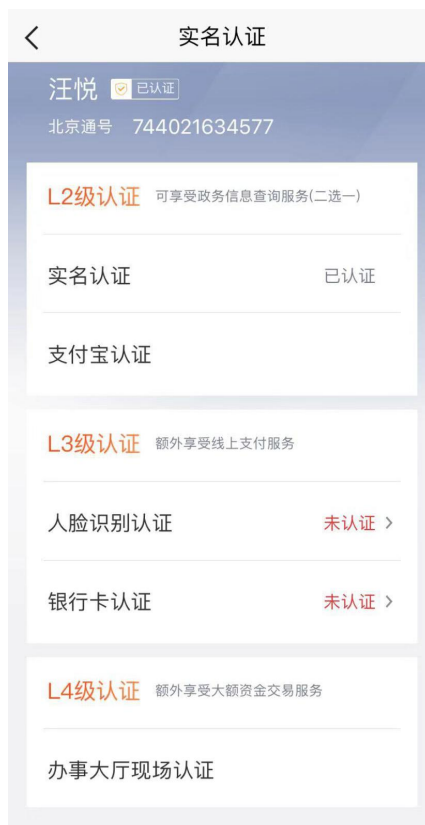 实名认证
汪悦 已认证
北京通号 744021634577
L2级认证 可享受政务信息查询服务(二选一)
实名认证 已认证
支付宝认证
L3级认证 额外享受线上支付服务
人脸识别认证 未认证
银行卡认证 未认证
L4级认证 额外享受大额资金交易服务
办事大厅现场认证